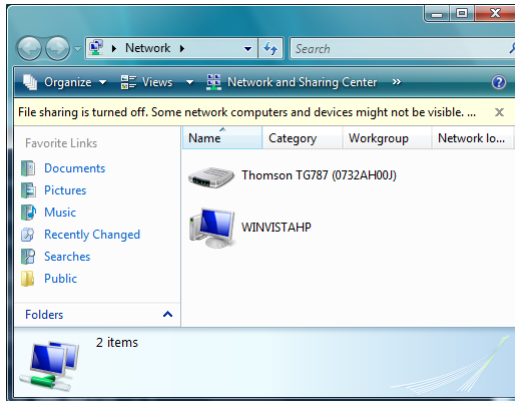 Network
Search
Organize Views Network and Sharing Center »
File sharing is turned off. Some network computers and devices might not be visible. ...
Favorite Links
Documents
Pictures
Music
Recently Changed
Searches
Public
Folders
Name Category Workgroup Network lo...
Thomson TG787 (0732AH00J)
WINVISTAHP
2 items